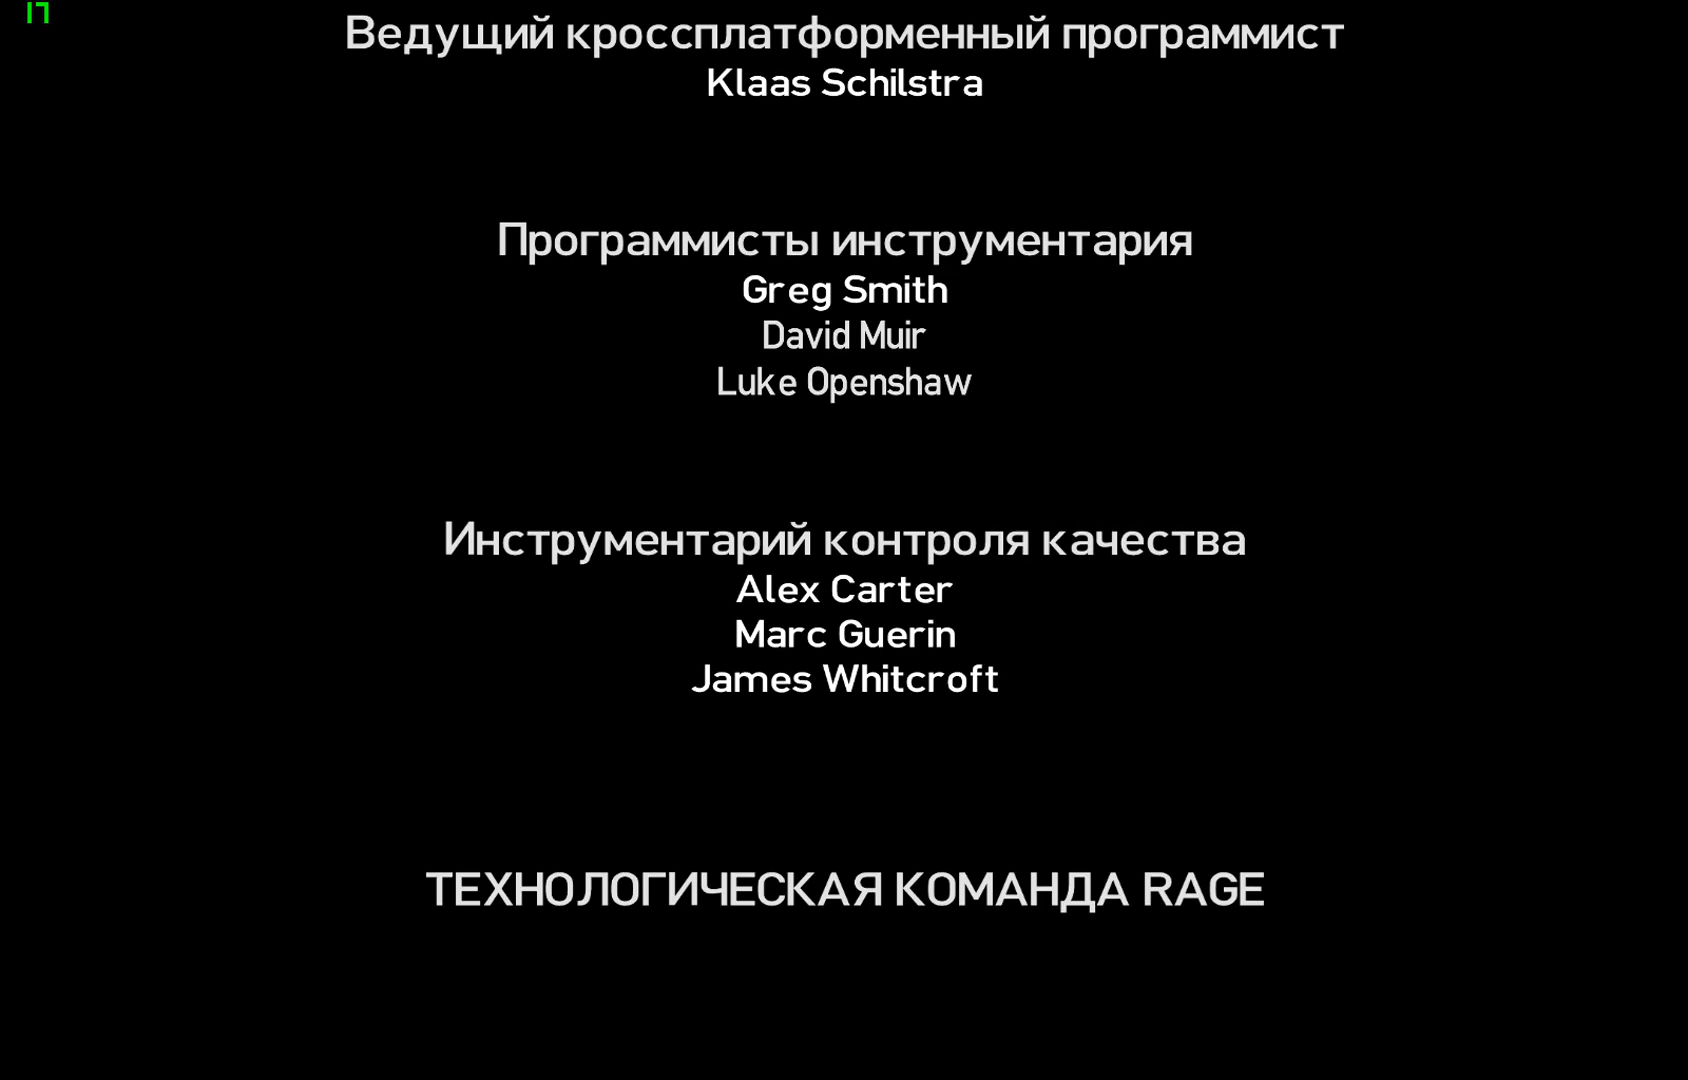 17
Ведущий кроссплатформенный программист
Klaas Schilstra
Программисты инструментария
Greg Smith
David Muir
Luke Openshaw
Инструментарий контроля качества
Alex Carter
Marc Guerin
James Whitcroft
ТЕХНОЛОГИЧЕСКАЯ КОМАНДА RAGE